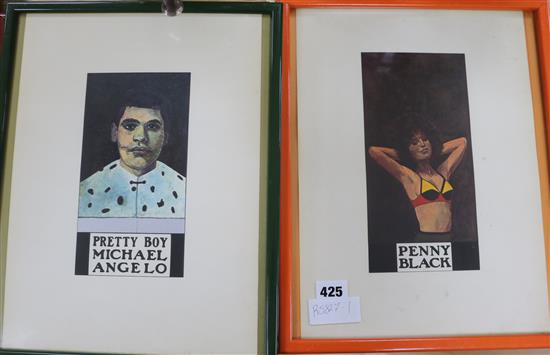 PRETTY BOY
MICHAEL
ANGELO
PENNY
BLACK
425